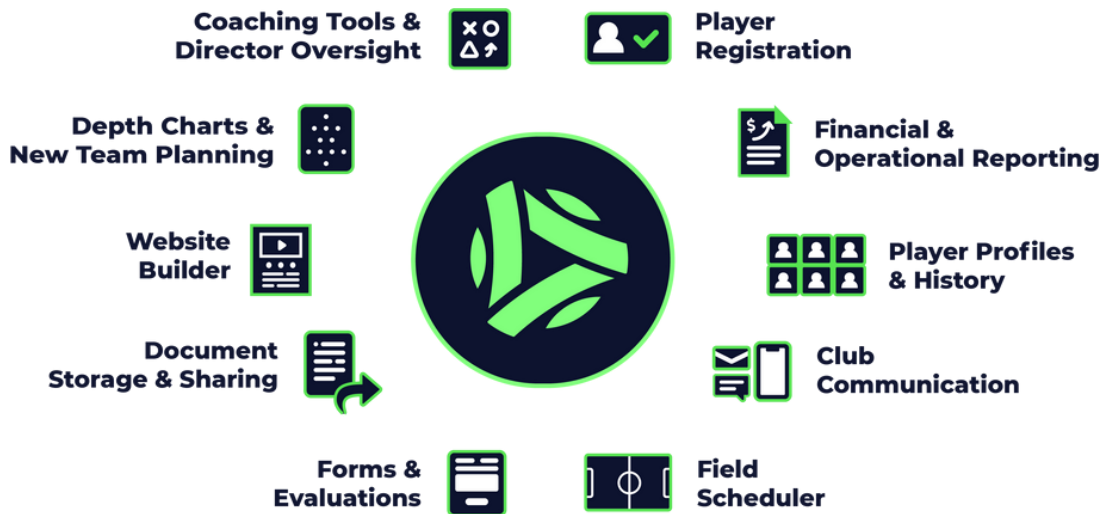 Coaching Tools &
Director Oversight
Player
Registration
Depth Charts &
New Team Planning
Financial &
Operational Reporting
Website
Builder
Player Profiles
& History
Document
Storage & Sharing
Club
Communication
Forms &
Evaluations
Field
Scheduler